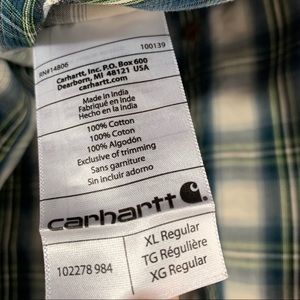 RN#14806 100139
Carhartt, Inc. P.O. Box 600
Dearborn, MI 48121 USA
carhartt.com
Made in India
Fabriqué en Inde
Hecho en la India
100% Cotton
100% Coton
100% Algodón
Exclusive of trimming
Sans garniture
Sin incluir adorno
carhartt
XL Regular
TG Régulière
102278 984 XG Regular